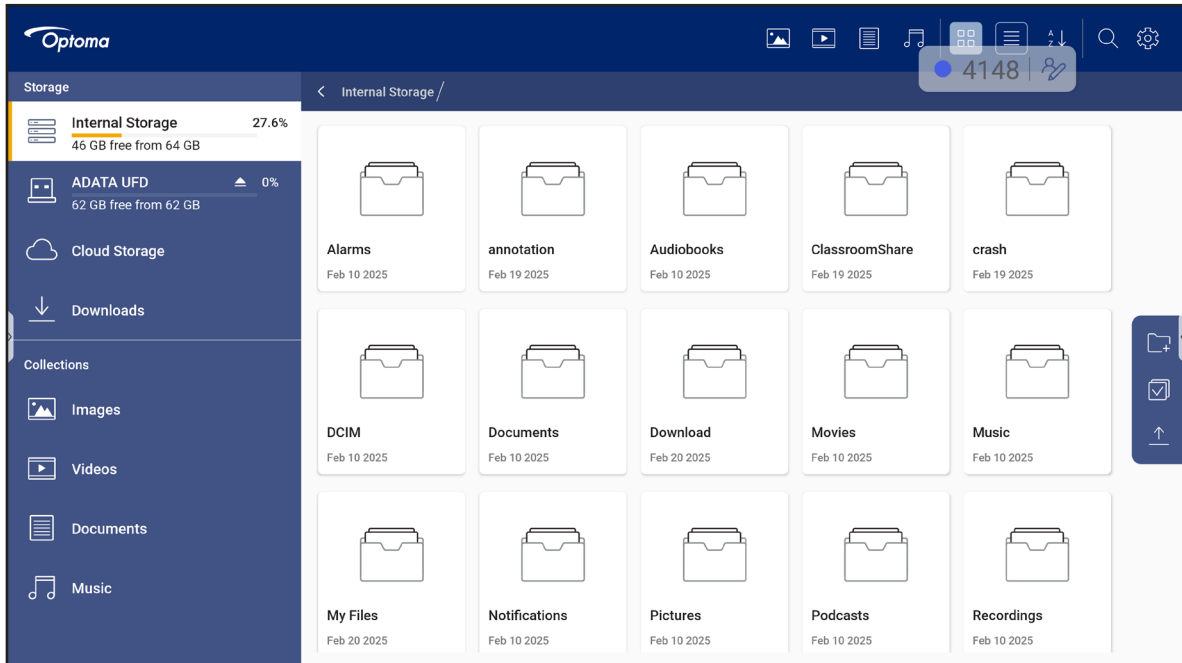 Optoma
4148
Storage
Internal Storage /
Internal Storage 27.6%
46 GB free from 64 GB
ADATA UFD 0%
62 GB free from 62 GB
Cloud Storage
Downloads
Collections
Images
Videos
Documents
Music
Alarms annotation Audiobooks ClassroomShare crash
Feb 10 2025 Feb 19 2025 Feb 10 2025 Feb 19 2025 Feb 19 2025
DCIM Documents Download Movies Music
Feb 10 2025 Feb 10 2025 Feb 20 2025 Feb 10 2025 Feb 10 2025
My Files Notifications Pictures Podcasts Recordings
Feb 20 2025 Feb 10 2025 Feb 10 2025 Feb 10 2025 Feb 10 2025